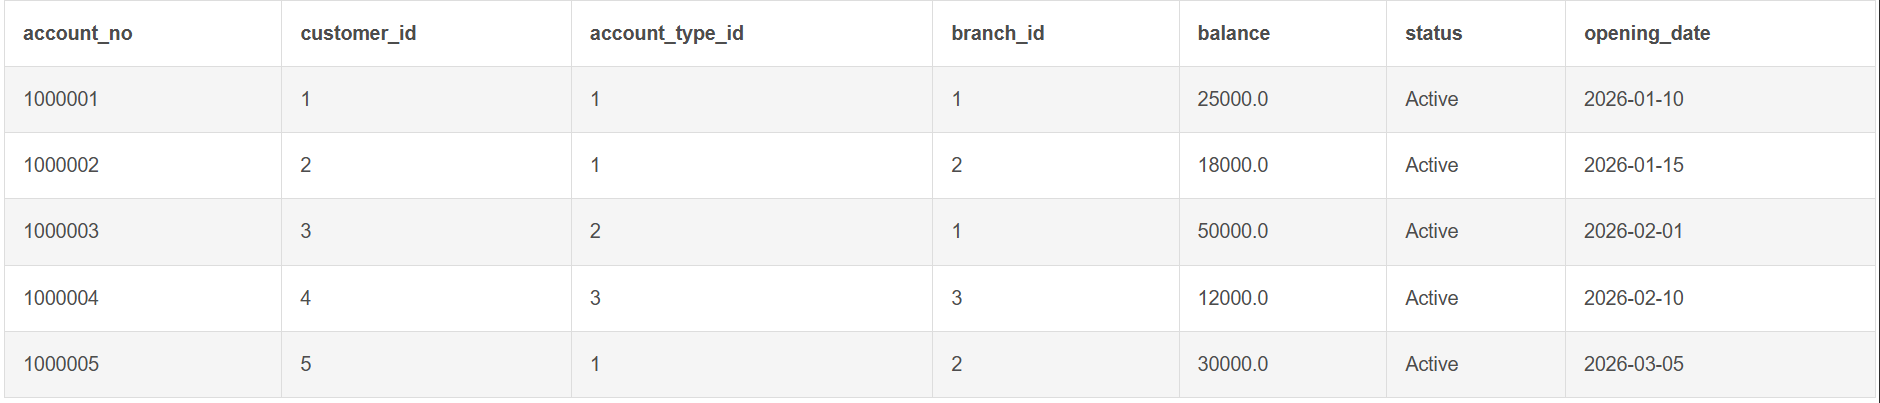 account_no customer_id account_type_id branch_id balance status opening_date
1000001 1 1 1 25000.0 Active 2026-01-10
1000002 2 1 2 18000.0 Active 2026-01-15
1000003 3 2 1 50000.0 Active 2026-02-01
1000004 4 3 3 12000.0 Active 2026-02-10
1000005 5 1 2 30000.0 Active 2026-03-05